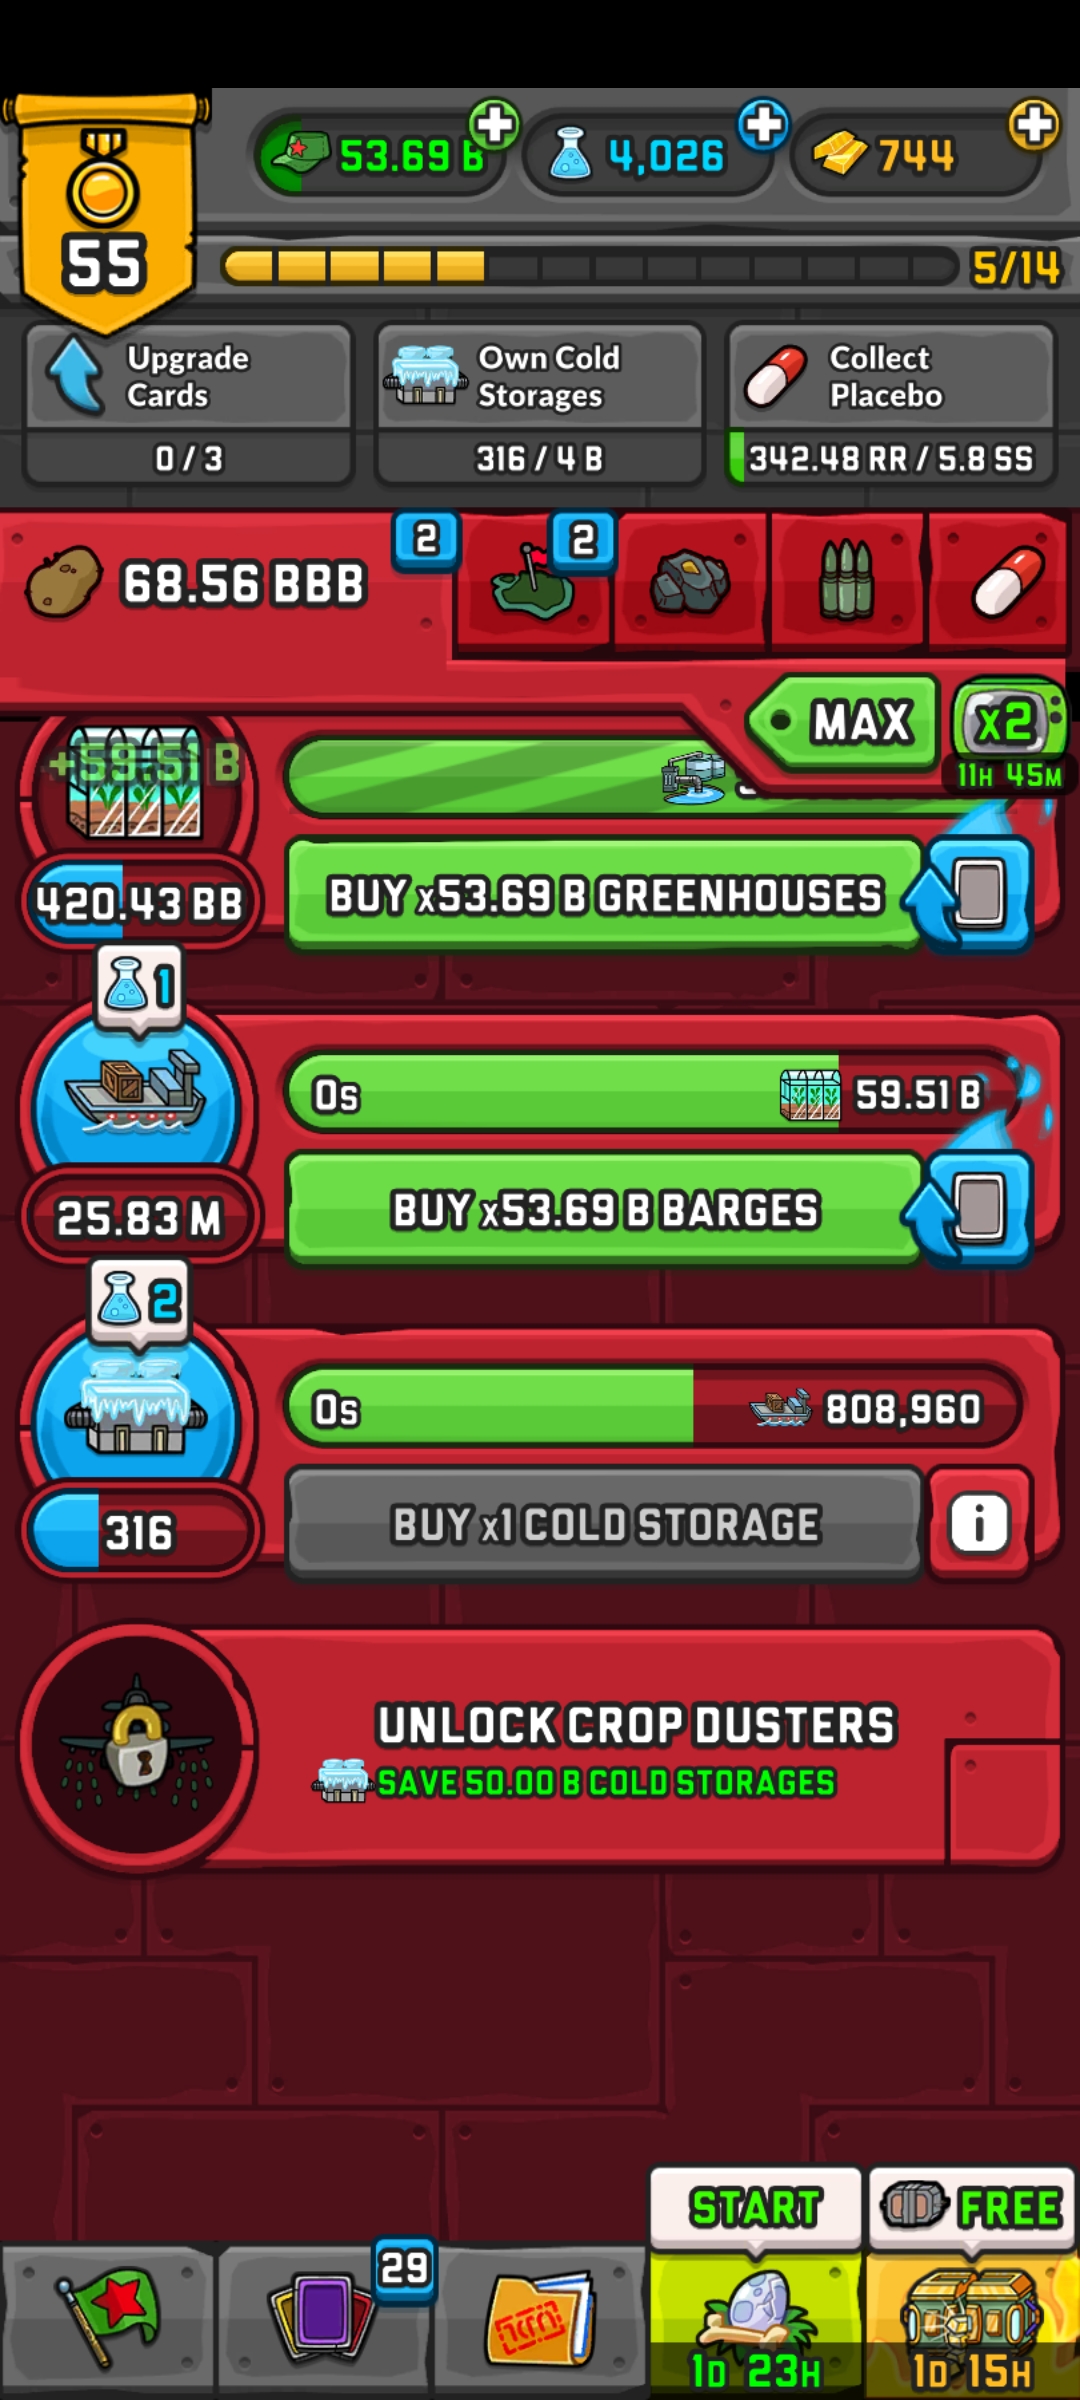 53.69 B
4,026
744
55
5/14
Upgrade
Cards
0 / 3
Own Cold
Storages
316 / 4 B
Collect
Placebo
342.48 RR / 5.8 SS
68.56 BBB
2
2
MAX
x2
11H 45M
+59.51 B
420.43 BB
BUY x53.69 B GREENHOUSES
1
0s
59.51 B
25.83 M
BUY x53.69 B BARGES
2
0s
808,960
316
BUY x1 COLD STORAGE
i
UNLOCK CROP DUSTERS
SAVE 50.00 B COLD STORAGES
START
FREE
29
1D 23H
1D 15H